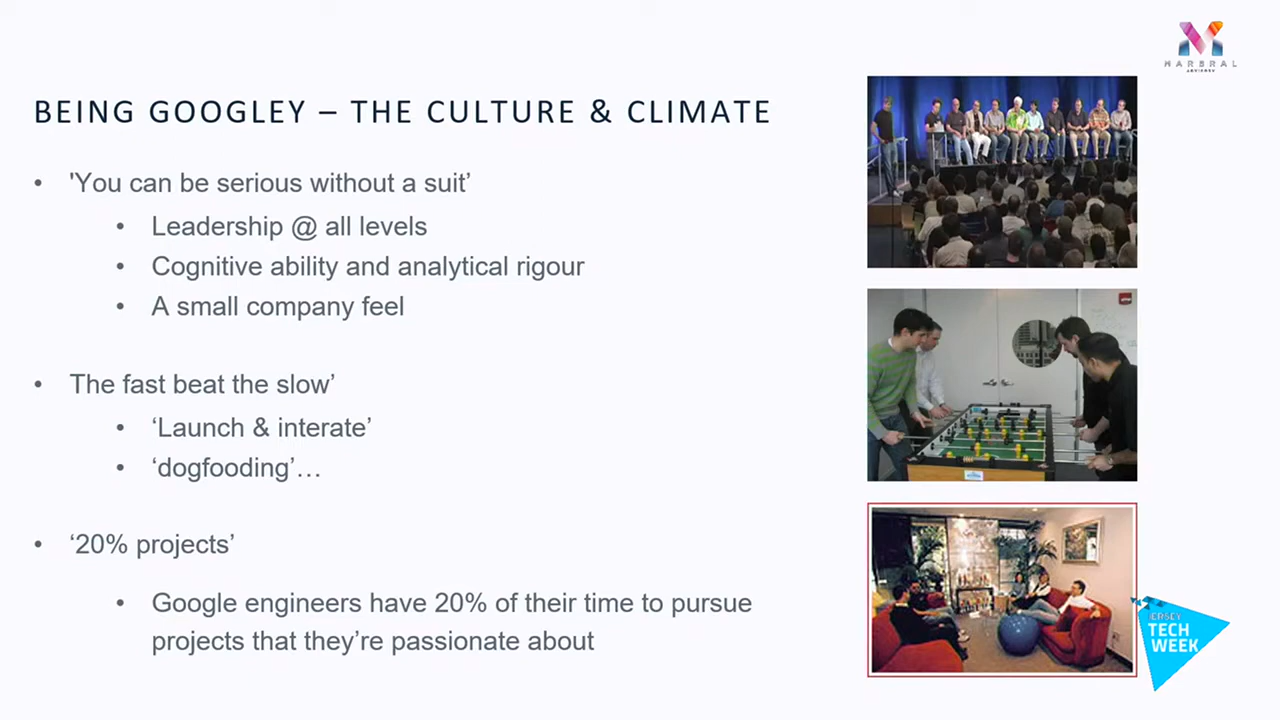 MARBRAL
ADVISORY
BEING GOOGLEY – THE CULTURE & CLIMATE
• 'You can be serious without a suit’
• Leadership @ all levels
• Cognitive ability and analytical rigour
• A small company feel
• The fast beat the slow’
• ‘Launch & interate’
• ‘dogfooding’…
• ‘20% projects’
• Google engineers have 20% of their time to pursue
projects that they’re passionate about
JERSEY
TECH
WEEK